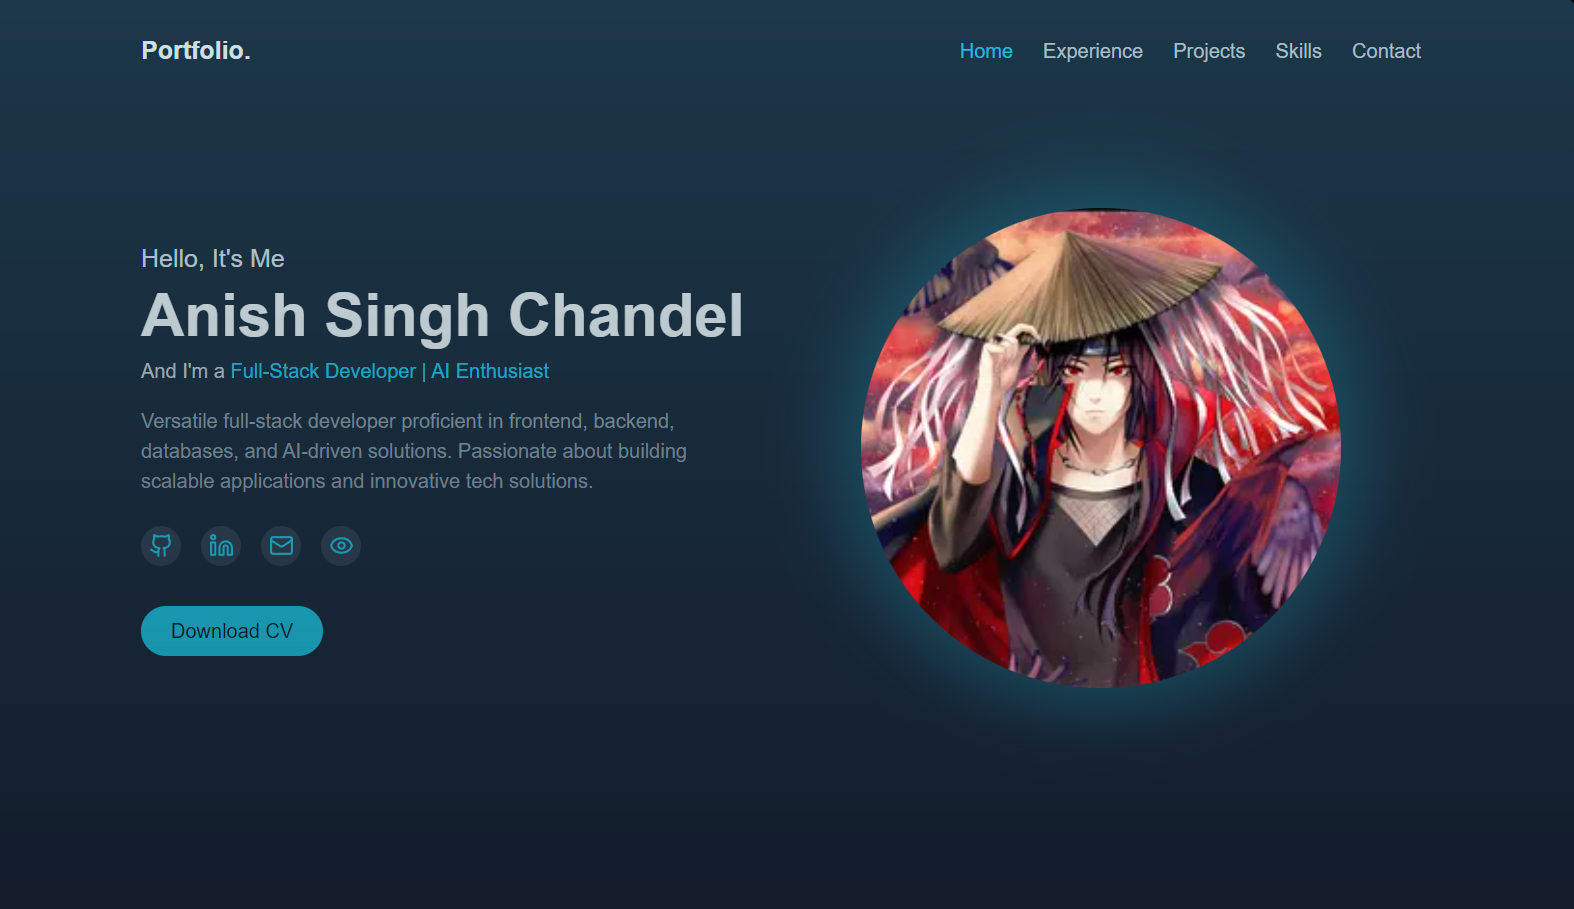 Portfolio.
Home Experience Projects Skills Contact
Hello, It's Me
Anish Singh Chandel
And I'm a Full-Stack Developer | AI Enthusiast
Versatile full-stack developer proficient in frontend, backend,
databases, and AI-driven solutions. Passionate about building
scalable applications and innovative tech solutions.
Download CV